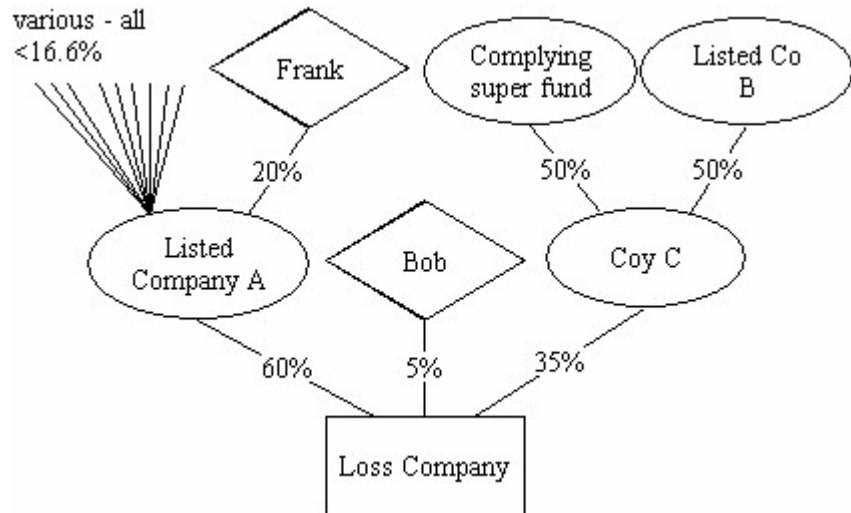 various - all
<16.6%
Frank
Complying
super fund
Listed Co
B
20%
50%
50%
Listed
Company A
Bob
Coy C
60%
5%
35%
Loss Company